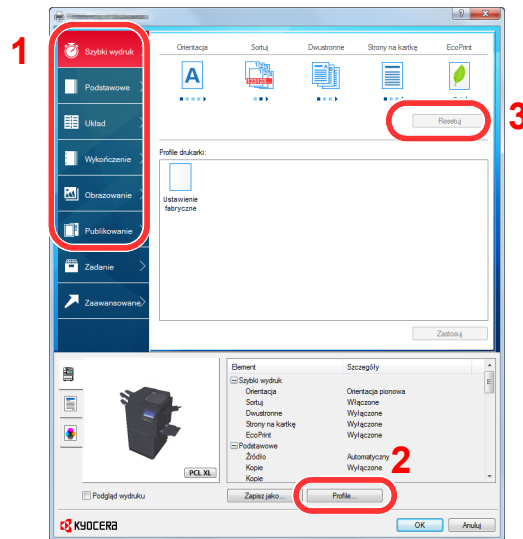 1
Szybki wydruk
Podstawowe
Układ
Wykończenie
Obrazowanie
Publikowanie
Zadanie
Zaawansowane
Orientacja Sortuj Dwustronne Strony na kartkę EcoPrint
A
123123
A
3
Resetuj
Profile drukarki:
Ustawienie
fabryczne
Zastosuj
Element Szczegóły
Szybki wydruk
Orientacja Orientacja pionowa
Sortuj Włączone
Dwustronne Wyłączone
Strony na kartkę Wyłączone
EcoPrint Wyłączone
Podstawowe
Źródło Automatyczny
Kopie Wyłączone
Kopie
2
PCL XL
Podgląd wydruku
Zapisz jako...
Profile...
KYOCERA
OK
Anuluj